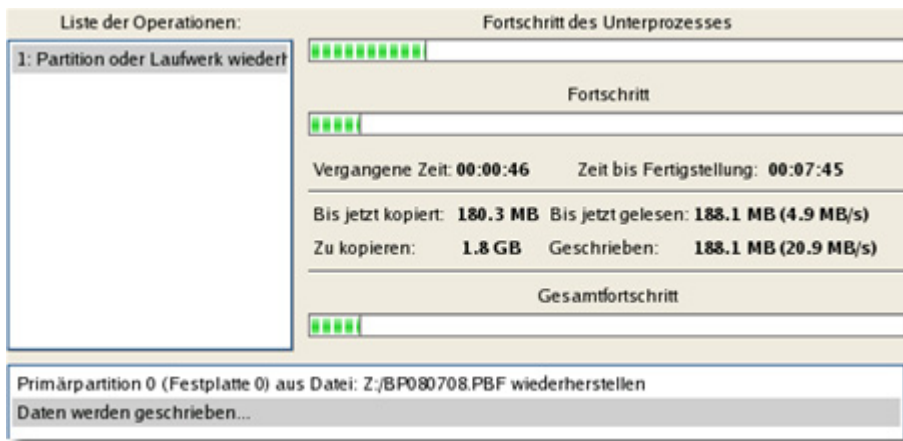 Liste der Operationen:
1: Partition oder Laufwerk wiederh
Fortschritt des Unterprozesses
Fortschritt
Vergangene Zeit: 00:00:46 Zeit bis Fertigstellung: 00:07:45
Bis jetzt kopiert: 180.3 MB Bis jetzt gelesen: 188.1 MB (4.9 MB/s)
Zu kopieren: 1.8 GB Geschrieben: 188.1 MB (20.9 MB/s)
Gesamtfortschritt
Primärpartition 0 (Festplatte 0) aus Datei: Z:/BP080708.PBF wiederherstellen
Daten werden geschrieben...